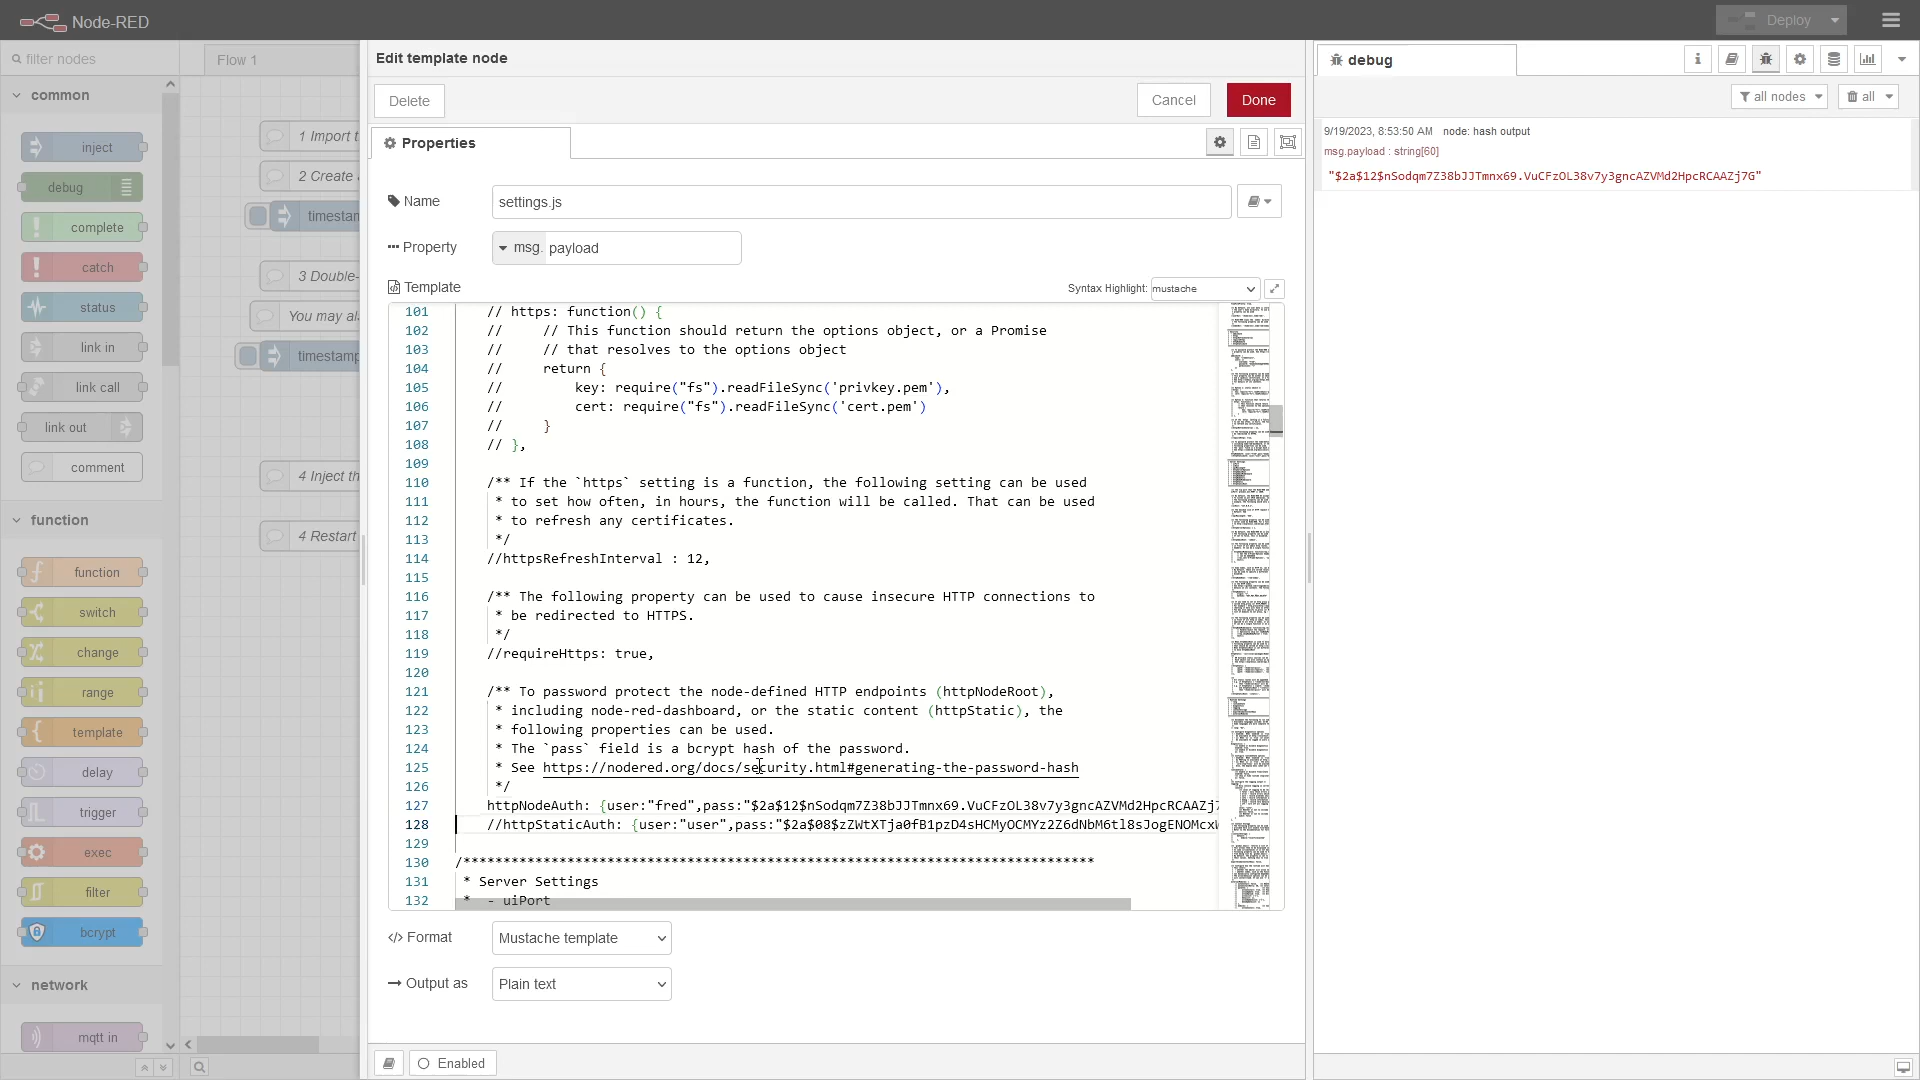 Node-RED
Deploy
filter nodes
Flow 1
common
inject
debug
complete
catch
status
link in
link call
link out
comment
function
function
switch
change
range
template
delay
trigger
exec
filter
bcrypt
network
mqtt in
1 Import t
2 Create
timestam
3 Double-
You may al
timestamp
4 Inject th
4 Restart
Edit template node
Delete
Cancel
Done
Properties
Name
settings.js
Property
msg. payload
Template
Syntax Highlight: mustache
101 // https: function() {
102 //     // This function should return the options object, or a Promise
103 //     // that resolves to the options object
104 //     return {
105 //         key: require("fs").readFileSync('privkey.pem'),
106 //         cert: require("fs").readFileSync('cert.pem')
107 //     }
108 // },
109
110 /** If the `https` setting is a function, the following setting can be used
111 * to set how often, in hours, the function will be called. That can be used
112 * to refresh any certificates.
113 */
114 //httpsRefreshInterval : 12,
115
116 /** The following property can be used to cause insecure HTTP connections to
117 * be redirected to HTTPS.
118 */
119 //requireHttps: true,
120
121 /** To password protect the node-defined HTTP endpoints (httpNodeRoot),
122 * including node-red-dashboard, or the static content (httpStatic), the
123 * following properties can be used.
124 * The `pass` field is a bcrypt hash of the password.
125 * See https://nodered.org/docs/security.html#generating-the-password-hash
126 */
127 httpNodeAuth: {user:"fred",pass:"$2a$12$nSodqm7Z38bJJTmnx69.VuCFzOL38v7y3gncAZVMd2HpcRCAAZj7
128 //httpStaticAuth: {user:"user",pass:"$2a$08$zZWtXTja0fB1pzD4sHCMyOCMYz2Z6dNbM6tl8sJogENOMcxW
129
130 /*******************************************************************************
131 * Server Settings
132 *  - uiPort
Format
Mustache template
Output as
Plain text
Enabled
debug
all nodes
all
9/19/2023, 8:53:50 AM node: hash output
msg.payload : string[60]
"$2a$12$nSodqm7Z38bJJTmnx69.VuCFzOL38v7y3gncAZVMd2HpcRCAAZj7G"